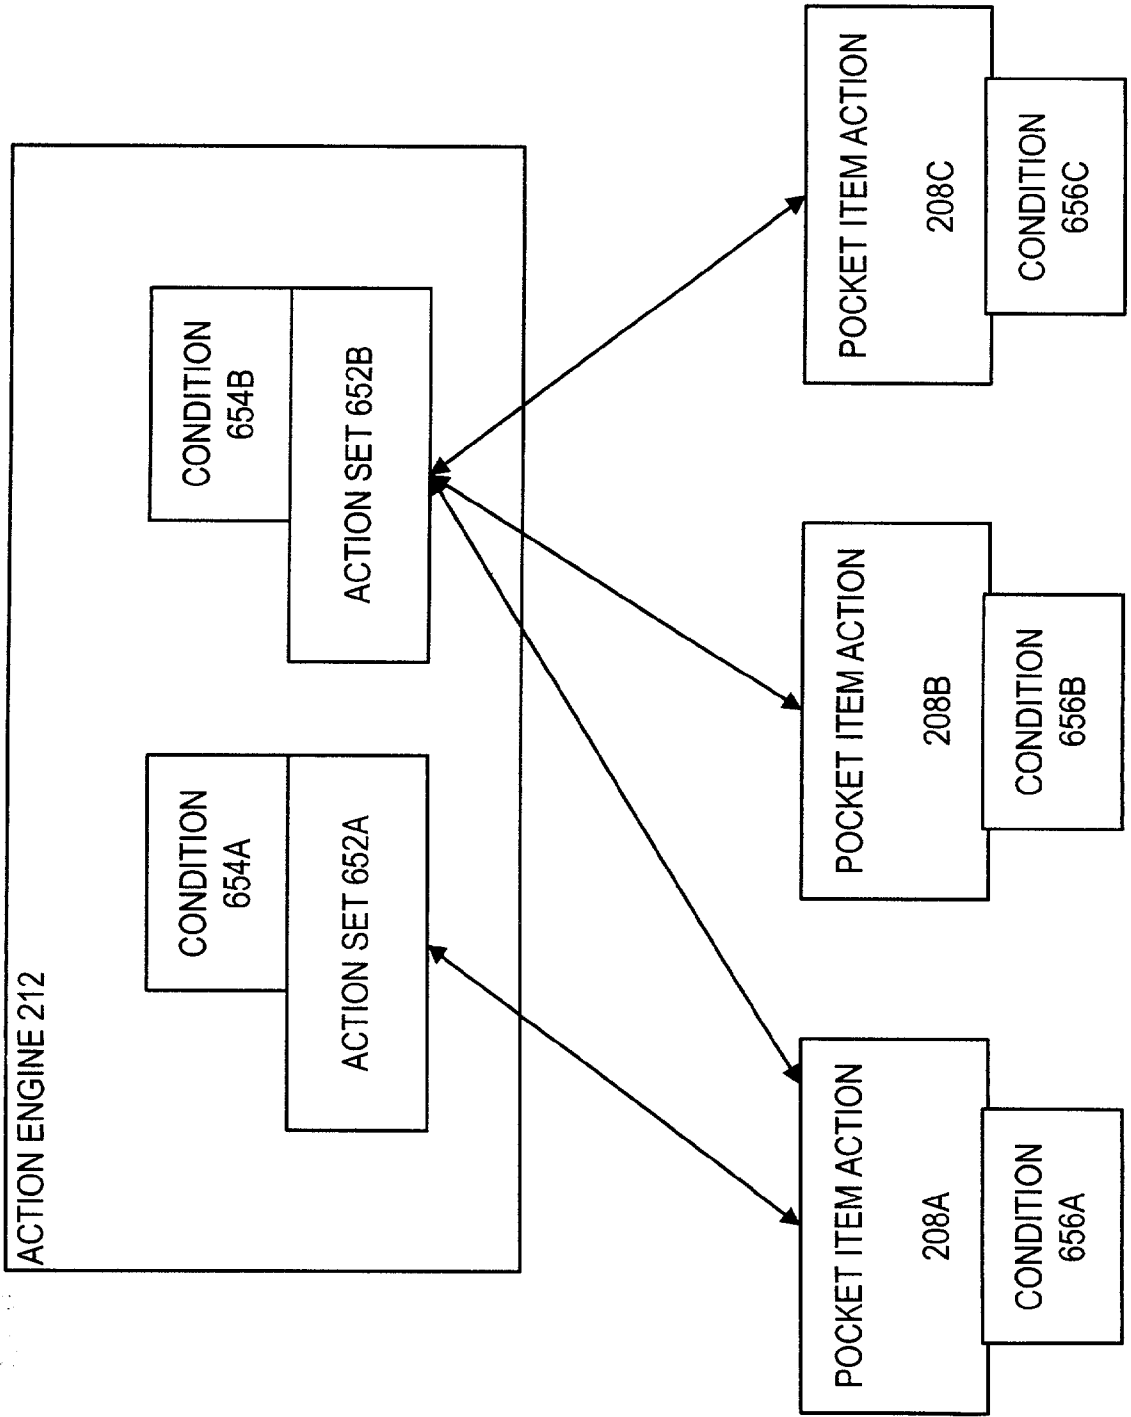 ACTION ENGINE 212
CONDITION
654A
ACTION SET 652A
CONDITION
654B
ACTION SET 652B
POCKET ITEM ACTION
208A
CONDITION
656A
POCKET ITEM ACTION
208B
CONDITION
656B
POCKET ITEM ACTION
208C
CONDITION
656C